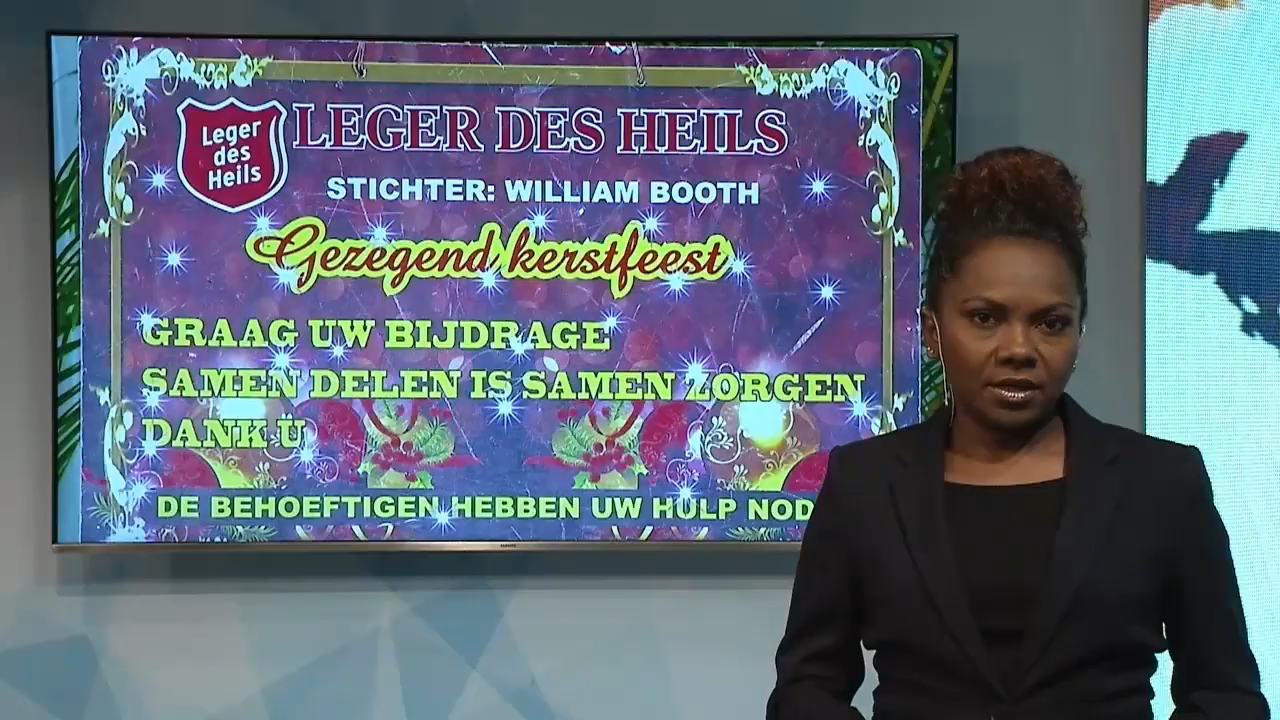 Leger
des
Heils
LEGER DES HEILS
STICHTER: WILLIAM BOOTH
Gezegend kerstfeest
GRAAG UW BIJDRAGE
SAMEN DELEN IS SAMEN ZORGEN
DANK U
DE BEHOEFTIGEN HEBBEN UW HULP NOD